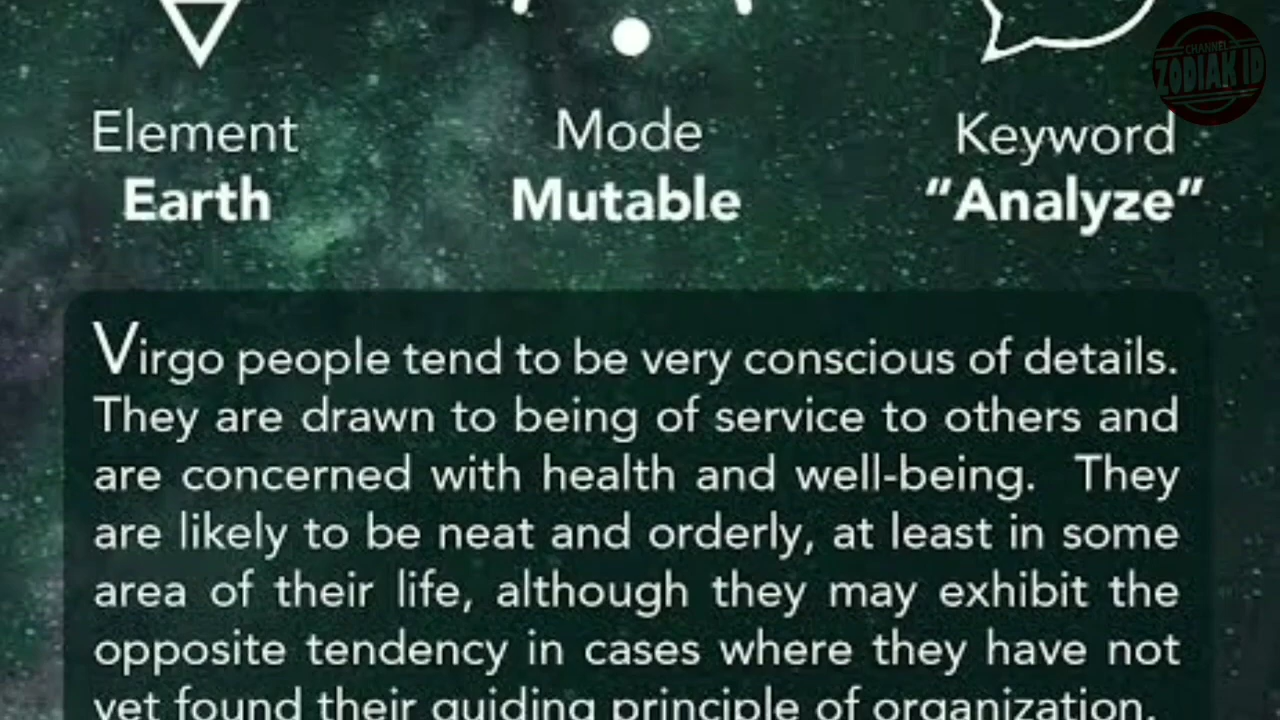 CHANNEL
ZODIAK ID
Element
Earth
Mode
Mutable
Keyword
“Analyze”
Virgo people tend to be very conscious of details.
They are drawn to being of service to others and
are concerned with health and well-being. They
are likely to be neat and orderly, at least in some
area of their life, although they may exhibit the
opposite tendency in cases where they have not
yet found their guiding principle of organization.